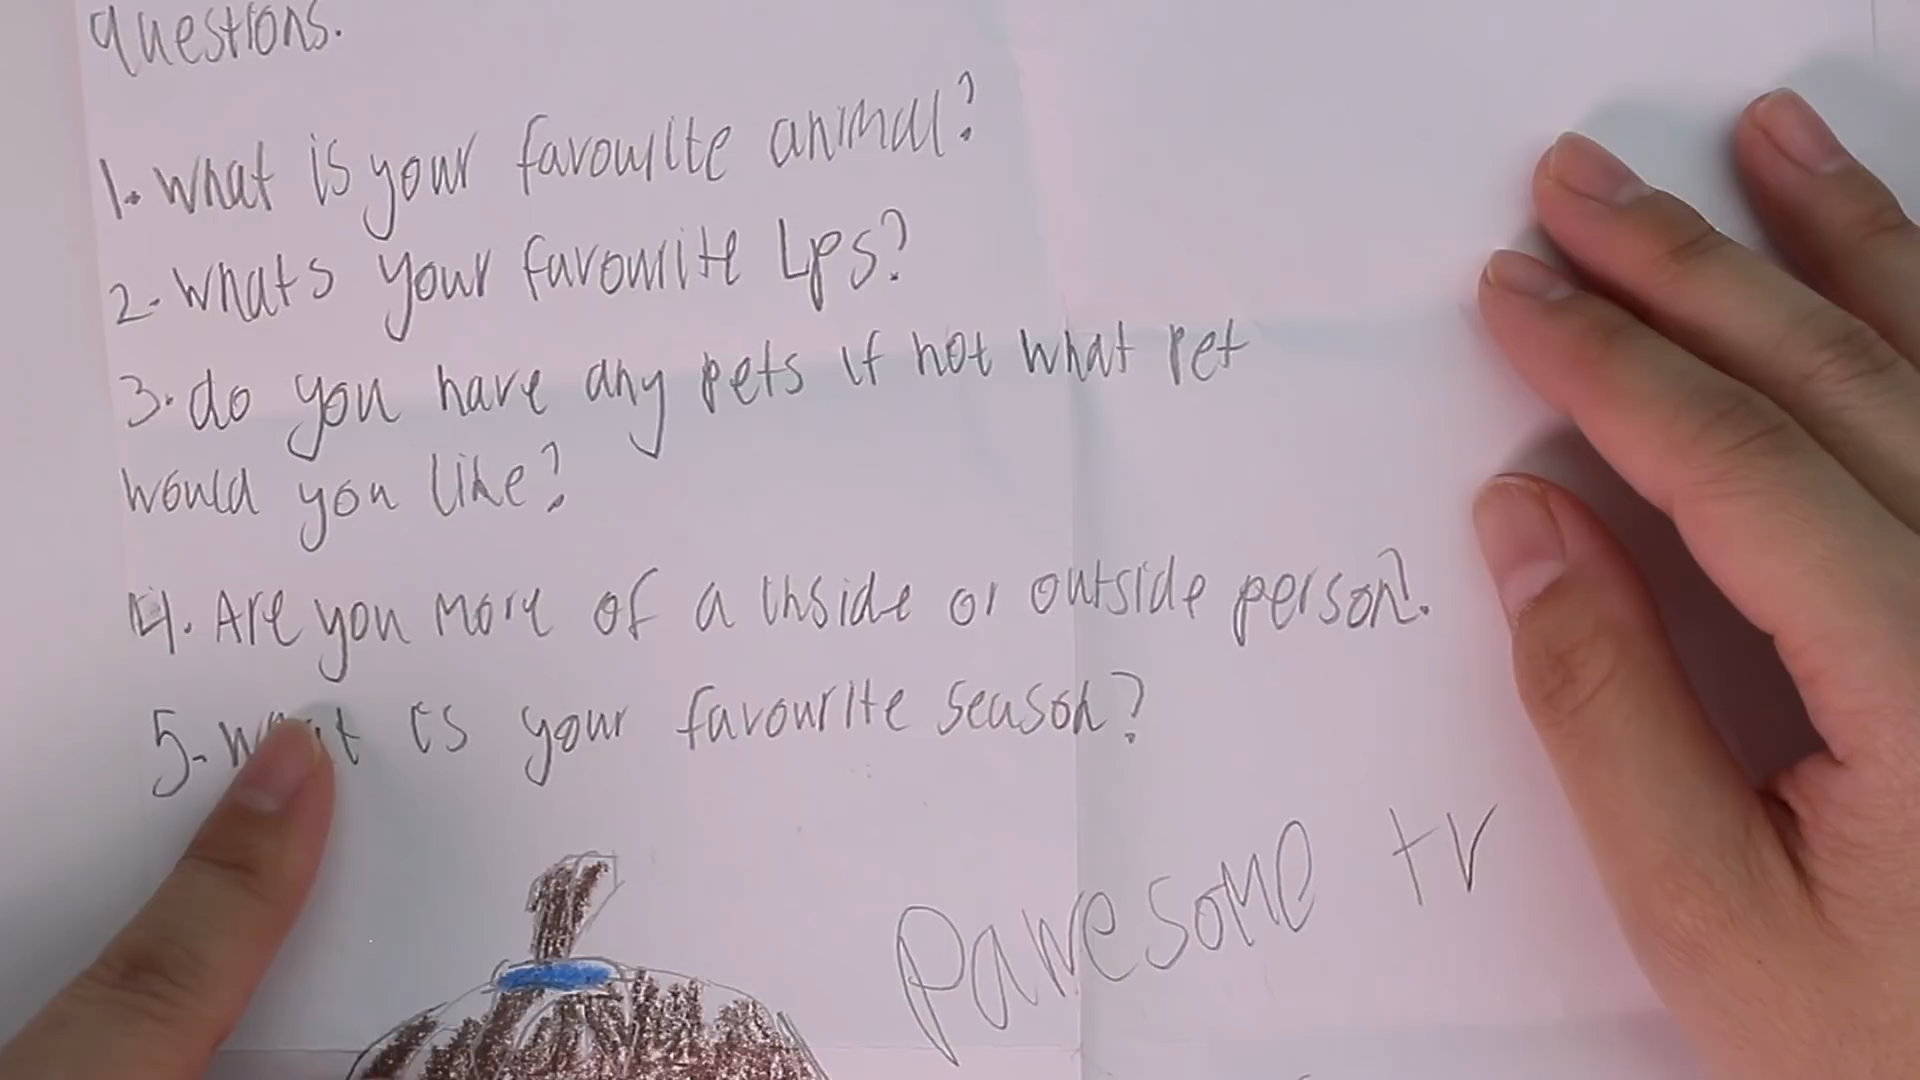 questions.
1. What is your favourite animal?
2. Whats your favourite Lps?
3. do you have any pets if not what pet
would you like?
4. Are you more of a inside or outside person?
5. What is your favourite season?
Pawesome tv